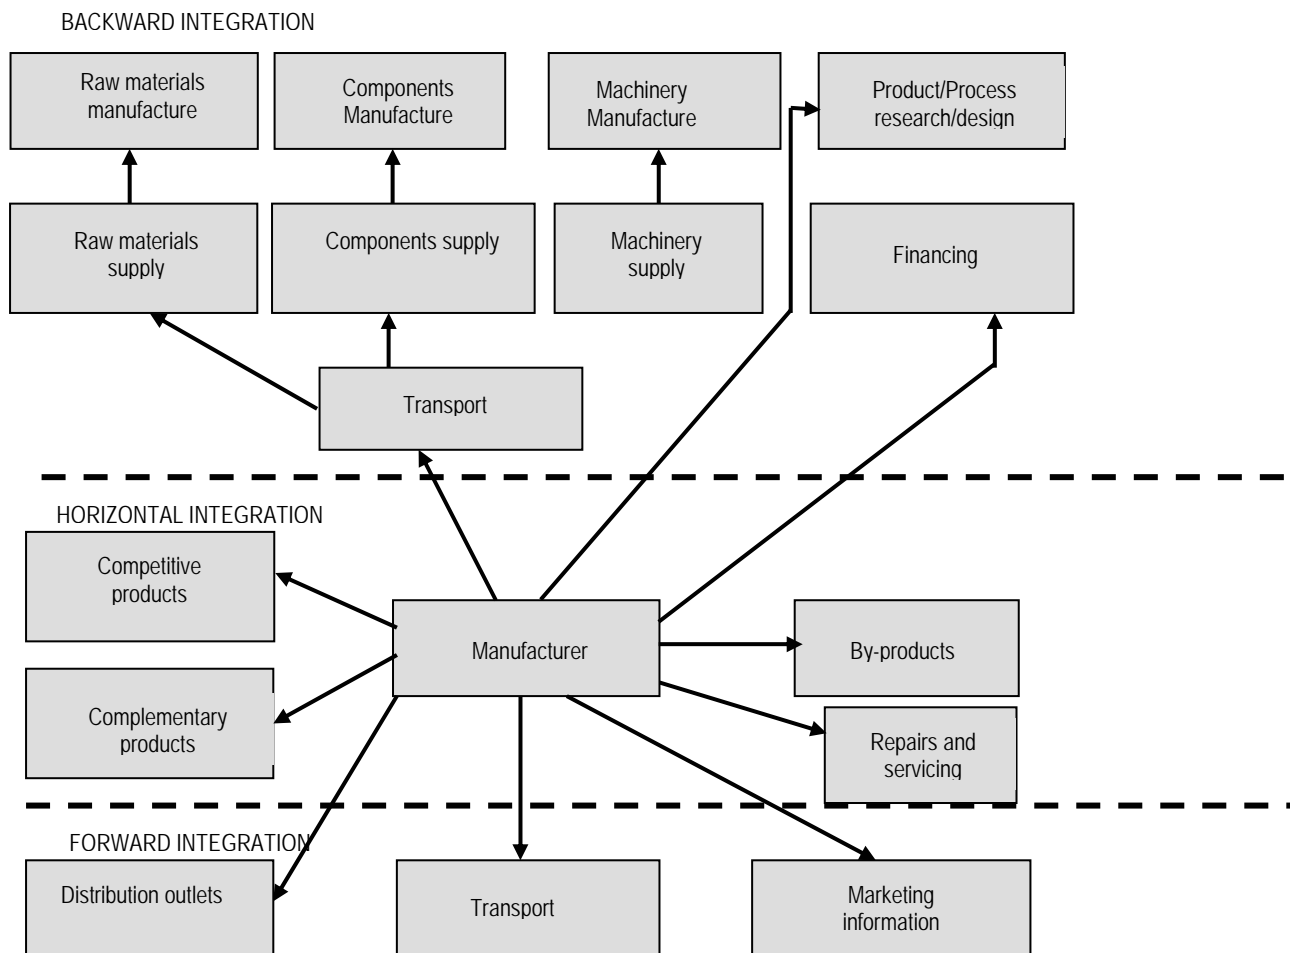 BACKWARD INTEGRATION
Raw materials
manufacture
Components
Manufacture
Machinery
Manufacture
Product/Process
research/design
Raw materials
supply
Components supply
Machinery
supply
Financing
Transport
HORIZONTAL INTEGRATION
Competitive
products
Manufacturer
By-products
Complementary
products
Repairs and
servicing
FORWARD INTEGRATION
Distribution outlets
Transport
Marketing
information